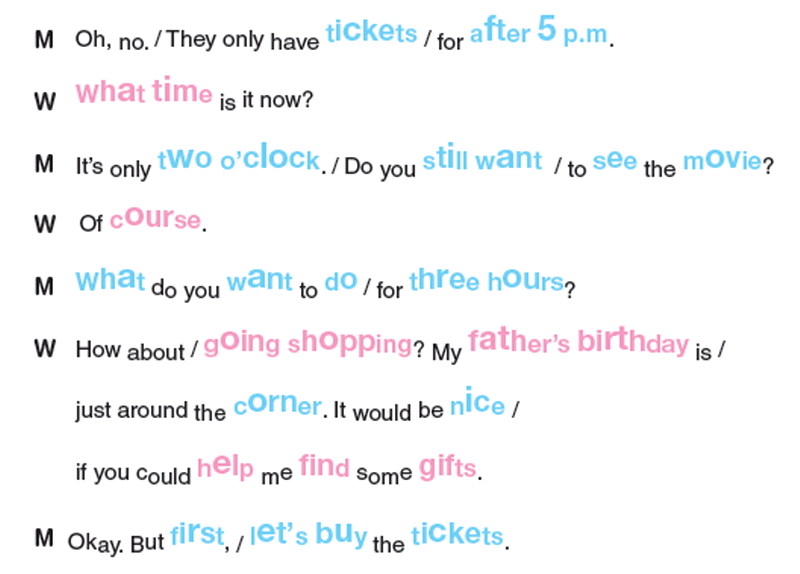 M Oh, no. / They only have tickets / for after 5 p.m.
W what time is it now?
M It's only two o'clock. / Do you still want / to see the movie?
W Of course.
M What do you want to do / for three hours?
W How about / going shopping? My father's birthday is /
just around the corner. It would be nice /
if you could help me find some gifts.
M Okay. But first, / let's buy the tickets.